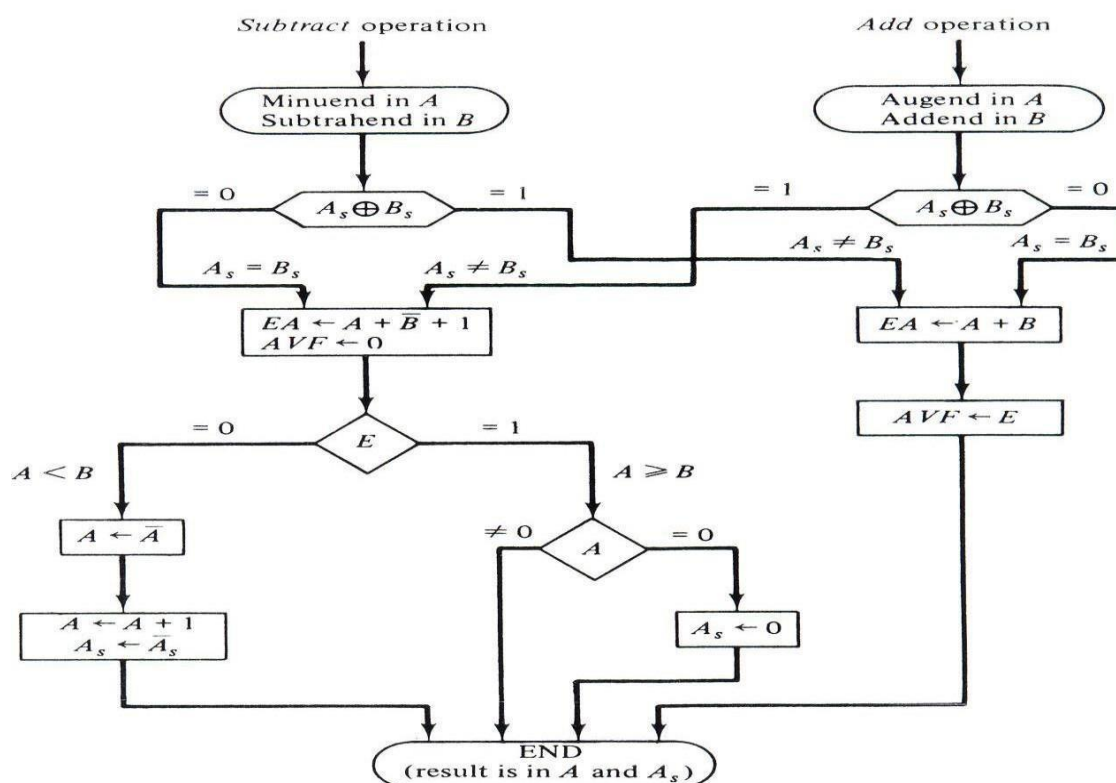 Subtract operation
Add operation
Minuend in A
Subtrahend in B
Augend in A
Addend in B
= 0
A_s ⊕ B_s
= 1
= 1
A_s ⊕ B_s
= 0
A_s = B_s
A_s ≠ B_s
A_s ≠ B_s
A_s = B_s
EA ← A + B̅ + 1
AVF ← 0
EA ← A + B
AVF ← E
= 0
E
= 1
A < B
A ⩾ B
A ← A̅
≠ 0
A
= 0
A ← A + 1
A_s ← A̅_s
A_s ← 0
END
(result is in A and A_s)